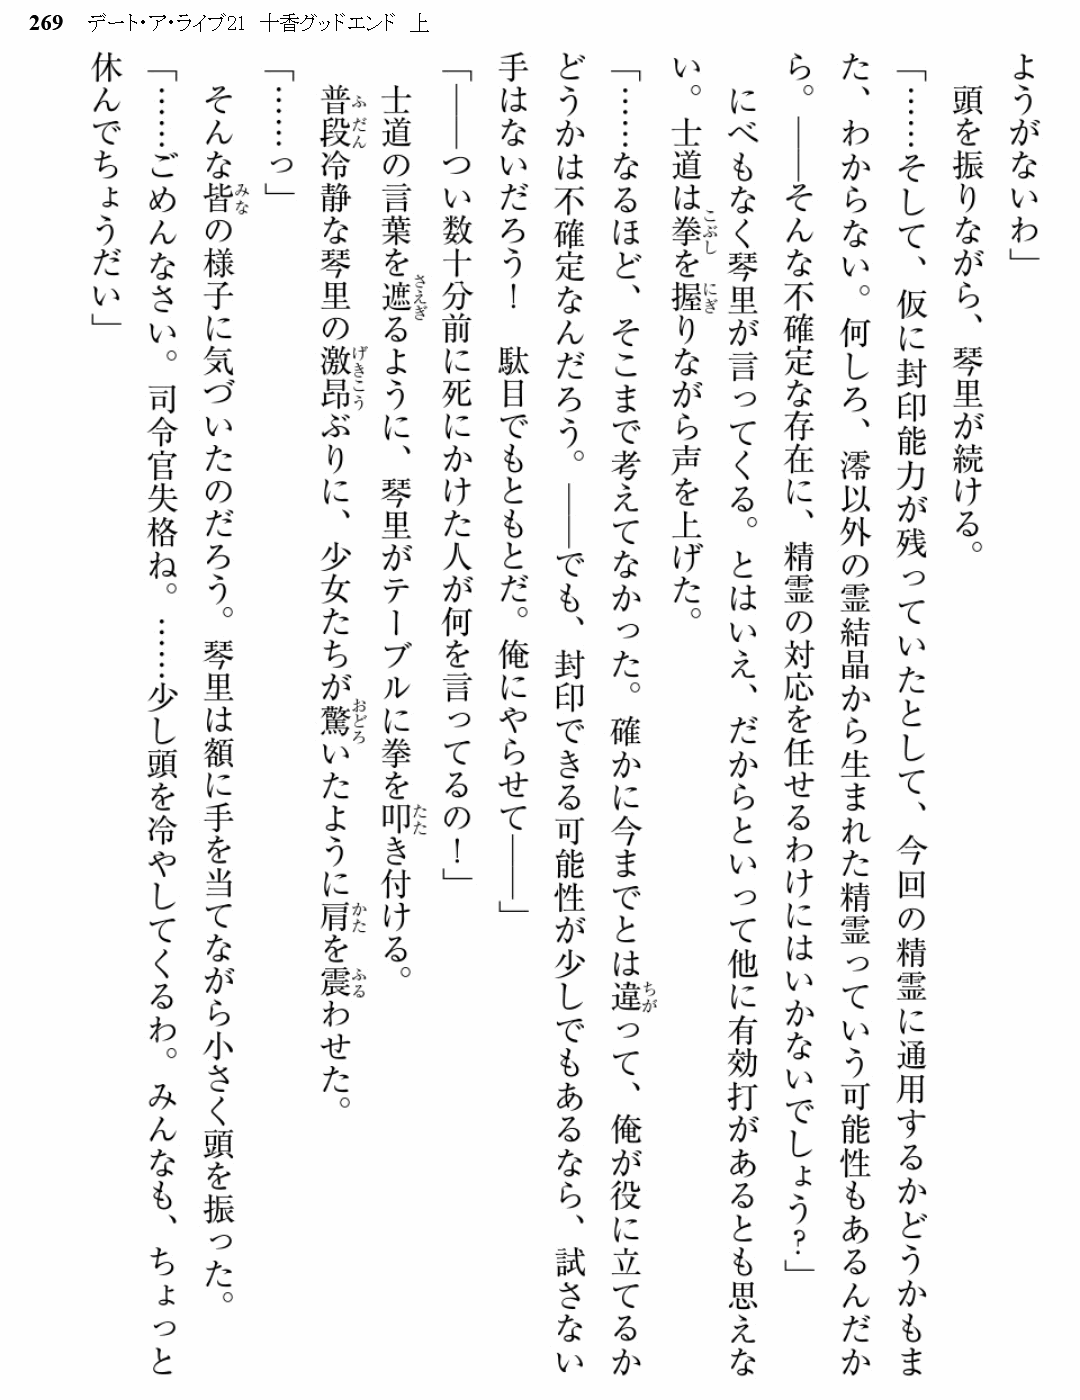 269 デート・ア・ライブ21 十香グッドエンド 上
ようがないわ」
頭を振りながら、琴里が続ける。
「……そして、仮に封印能力が残っていたとして、今回の精霊に通用するかどうかもま
た、わからない。何しろ、澪以外の霊結晶から生まれた精霊っていう可能性もあるんだか
ら。――そんな不確定な存在に、精霊の対応を任せるわけにはいかないでしょう？」
にべもなく琴里が言ってくる。とはいえ、だからといって他に有効打があるとも思えな
い。士道は拳を握りながら声を上げた。
「……なるほど、そこまで考えてなかった。確かに今までとは違って、俺が役に立てるか
どうかは不確定なんだろう。――でも、封印できる可能性が少しでもあるなら、試さない
手はないだろう！　駄目でもともとだ。俺にやらせて――」
「――つい数十分前に死にかけた人が何を言ってるの！」
士道の言葉を遮るように、琴里がテーブルに拳を叩き付ける。
普段冷静な琴里の激昂ぶりに、少女たちが驚いたように肩を震わせた。
「……っ」
そんな皆の様子に気づいたのだろう。琴里は額に手を当てながら小さく頭を振った。
「……ごめんなさい。司令官失格ね。……少し頭を冷やしてくるわ。みんなも、ちょっと
休んでちょうだい」